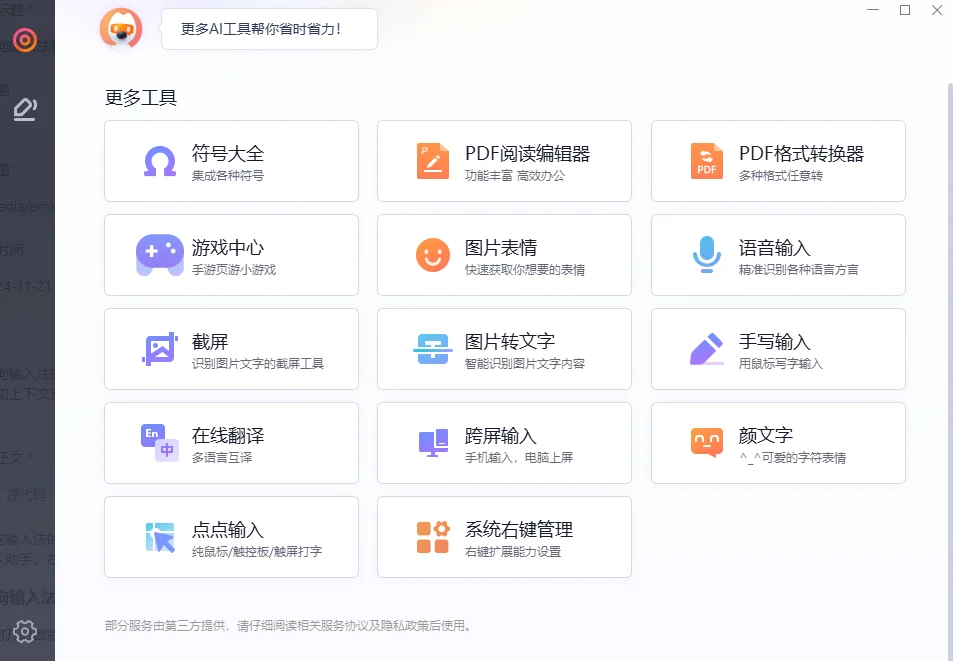 更多AI工具帮你省时省力！
更多工具
符号大全
集成各种符号
PDF阅读编辑器
功能丰富 高效办公
PDF
PDF格式转换器
多种格式任意转
游戏中心
手游页游小游戏
图片表情
快速获取你想要的表情
语音输入
精准识别各种语言方言
截屏
识别图片文字的截屏工具
图片转文字
智能识别图片文字内容
手写输入
用鼠标写字输入
En
中
在线翻译
多语言互译
跨屏输入
手机输入，电脑上屏
颜文字
^_^可爱的字符表情
点点输入
纯鼠标/触控板/触屏打字
系统右键管理
右键扩展能力设置
部分服务由第三方提供，请仔细阅读相关服务协议及隐私政策后使用。